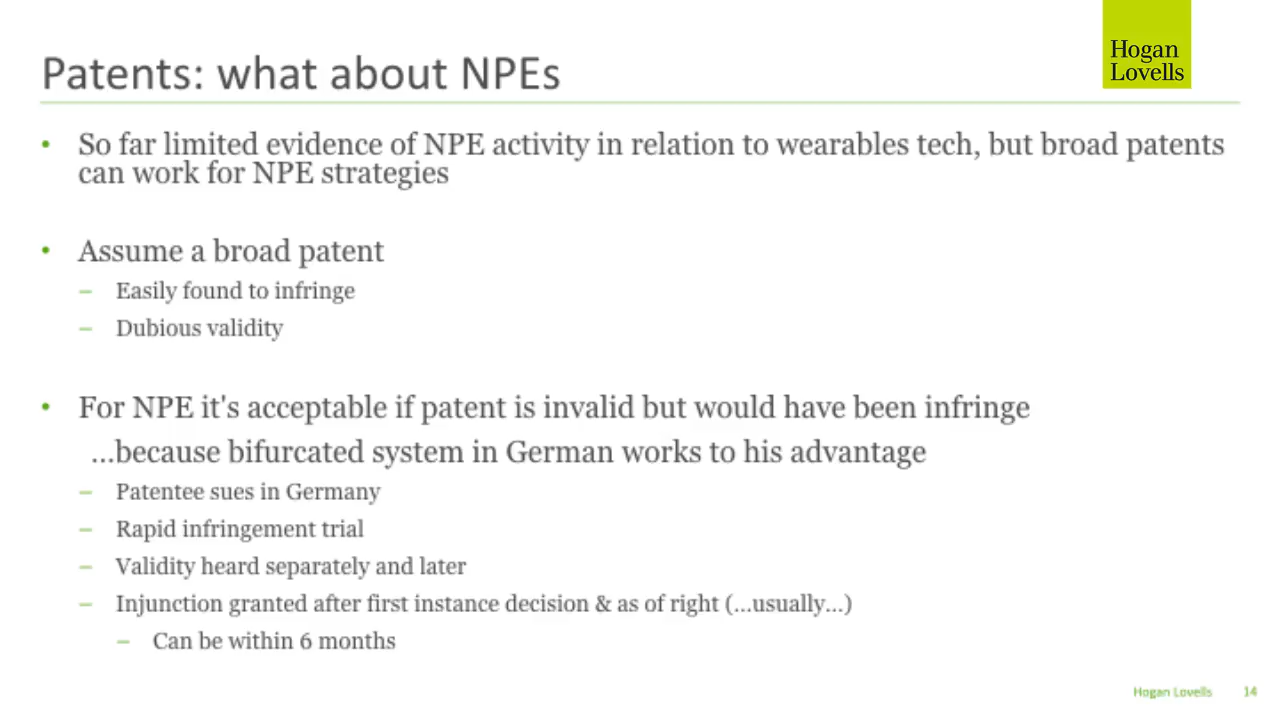 Hogan
Lovells
Patents: what about NPEs
• So far limited evidence of NPE activity in relation to wearables tech, but broad patents
can work for NPE strategies
• Assume a broad patent
– Easily found to infringe
– Dubious validity
• For NPE it's acceptable if patent is invalid but would have been infringe
...because bifurcated system in German works to his advantage
– Patentee sues in Germany
– Rapid infringement trial
– Validity heard separately and later
– Injunction granted after first instance decision & as of right (...usually...)
– Can be within 6 months
Hogan Lovells 14